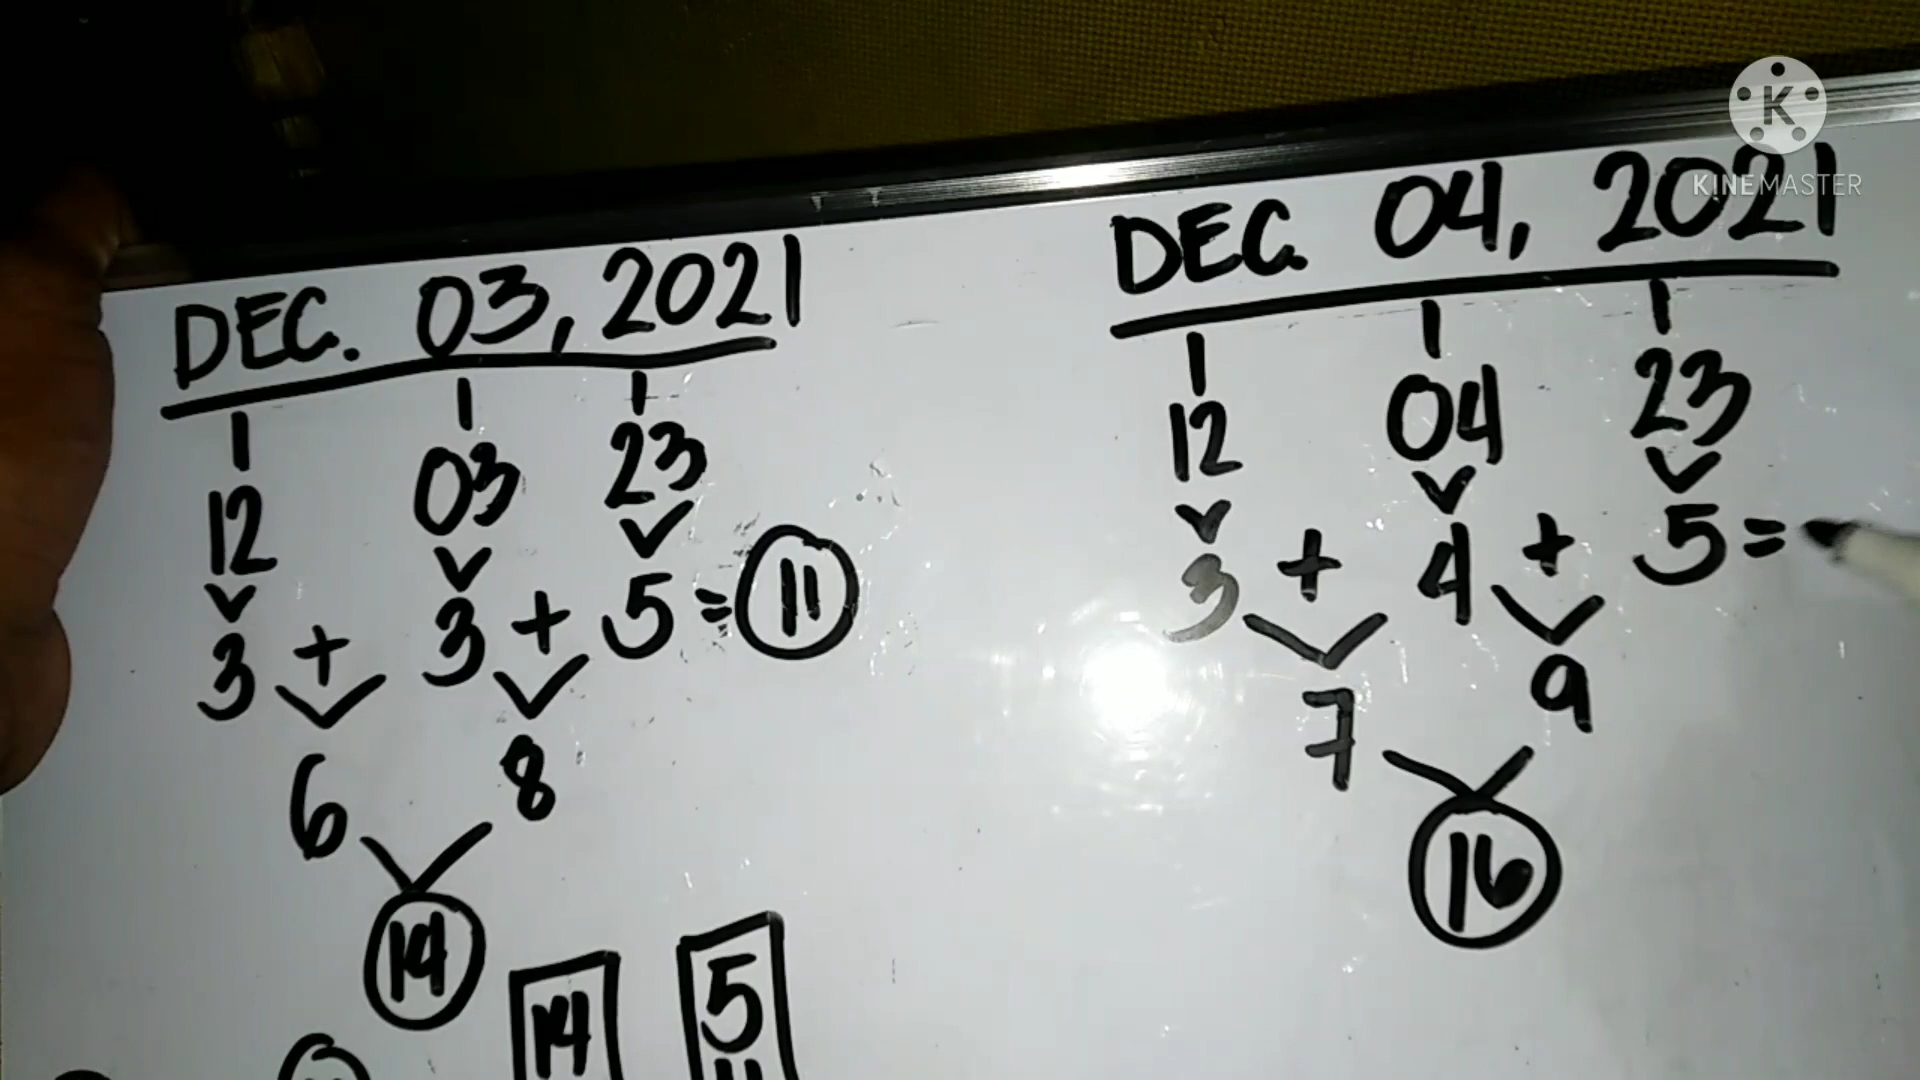 DEC. 03, 2021
12 03 23
3 + 3 + 5 = 11
6 8
14
14 5
DEC. 04, 2021
12 04 23
3 + 4 + 5 =
7 9
16
K
KINEMASTER